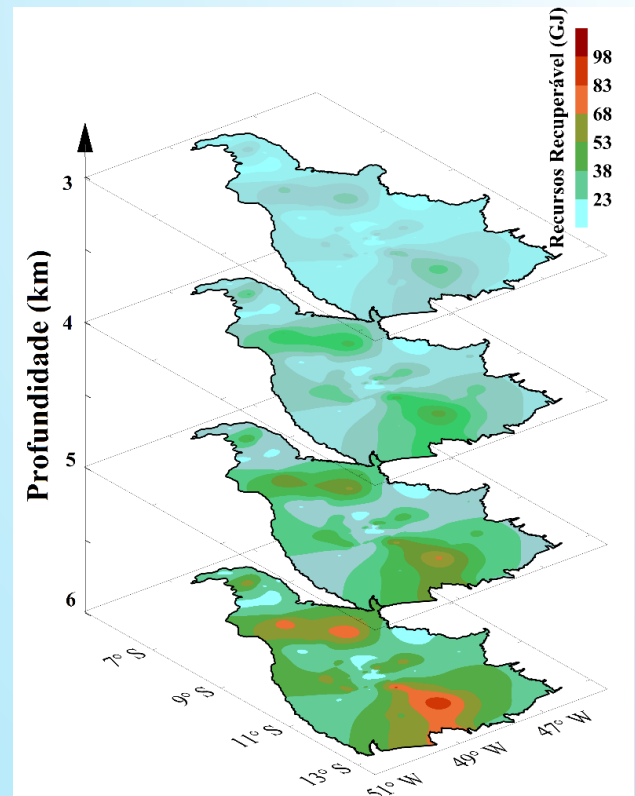 Recursos Recuperável (GJ)
98
83
68
53
38
23
Profundidade (km)
3
4
5
6
7° S
9° S
11° S
13° S
51° W
49° W
47° W